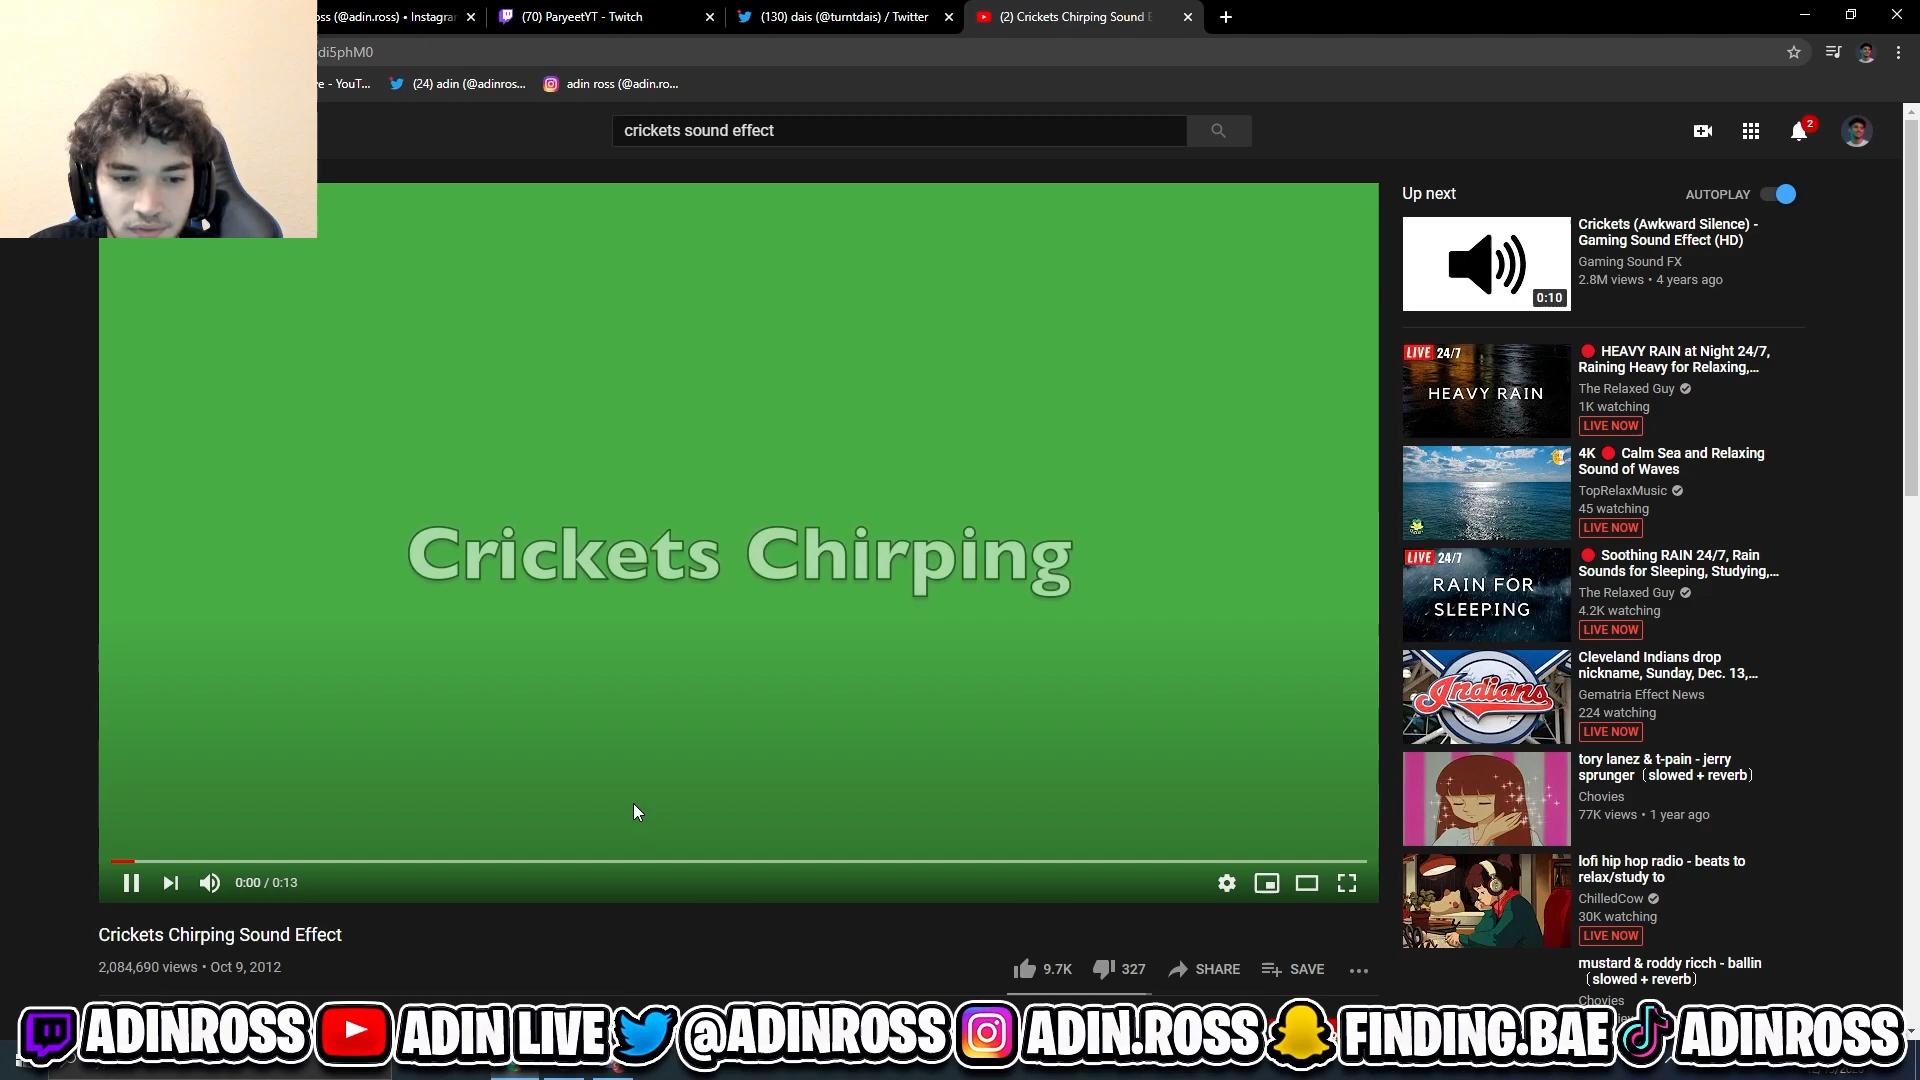 oss (@adin.ross) • Instagra
(70) ParyeetYT - Twitch
(130) dais (@turntdais) / Twitter
(2) Crickets Chirping Sound E
di5phM0
e - YouT...
(24) adin (@adinros...
adin ross (@adin.ro...
crickets sound effect
2
Crickets Chirping
0:00 / 0:13
Crickets Chirping Sound Effect
2,084,690 views • Oct 9, 2012
9.7K
327
SHARE
SAVE
Up next
AUTOPLAY
0:10
Crickets (Awkward Silence) -
Gaming Sound Effect (HD)
Gaming Sound FX
2.8M views • 4 years ago
LIVE 24/7
HEAVY RAIN
HEAVY RAIN at Night 24/7,
Raining Heavy for Relaxing,...
The Relaxed Guy
1K watching
LIVE NOW
4K 🔴 Calm Sea and Relaxing
Sound of Waves
TopRelaxMusic
45 watching
LIVE NOW
LIVE 24/7
RAIN FOR
SLEEPING
Soothing RAIN 24/7, Rain
Sounds for Sleeping, Studying,...
The Relaxed Guy
4.2K watching
LIVE NOW
Indians
Cleveland Indians drop
nickname, Sunday, Dec. 13,...
Gematria Effect News
224 watching
LIVE NOW
tory lanez & t-pain - jerry
sprunger〔slowed + reverb〕
Chovies
77K views • 1 year ago
lofi hip hop radio - beats to
relax/study to
ChilledCow
30K watching
LIVE NOW
mustard & roddy ricch - ballin
〔slowed + reverb〕
Chovies
ADINROSS
ADIN LIVE
@ADINROSS
ADIN.ROSS
FINDING.BAE
ADINROSS